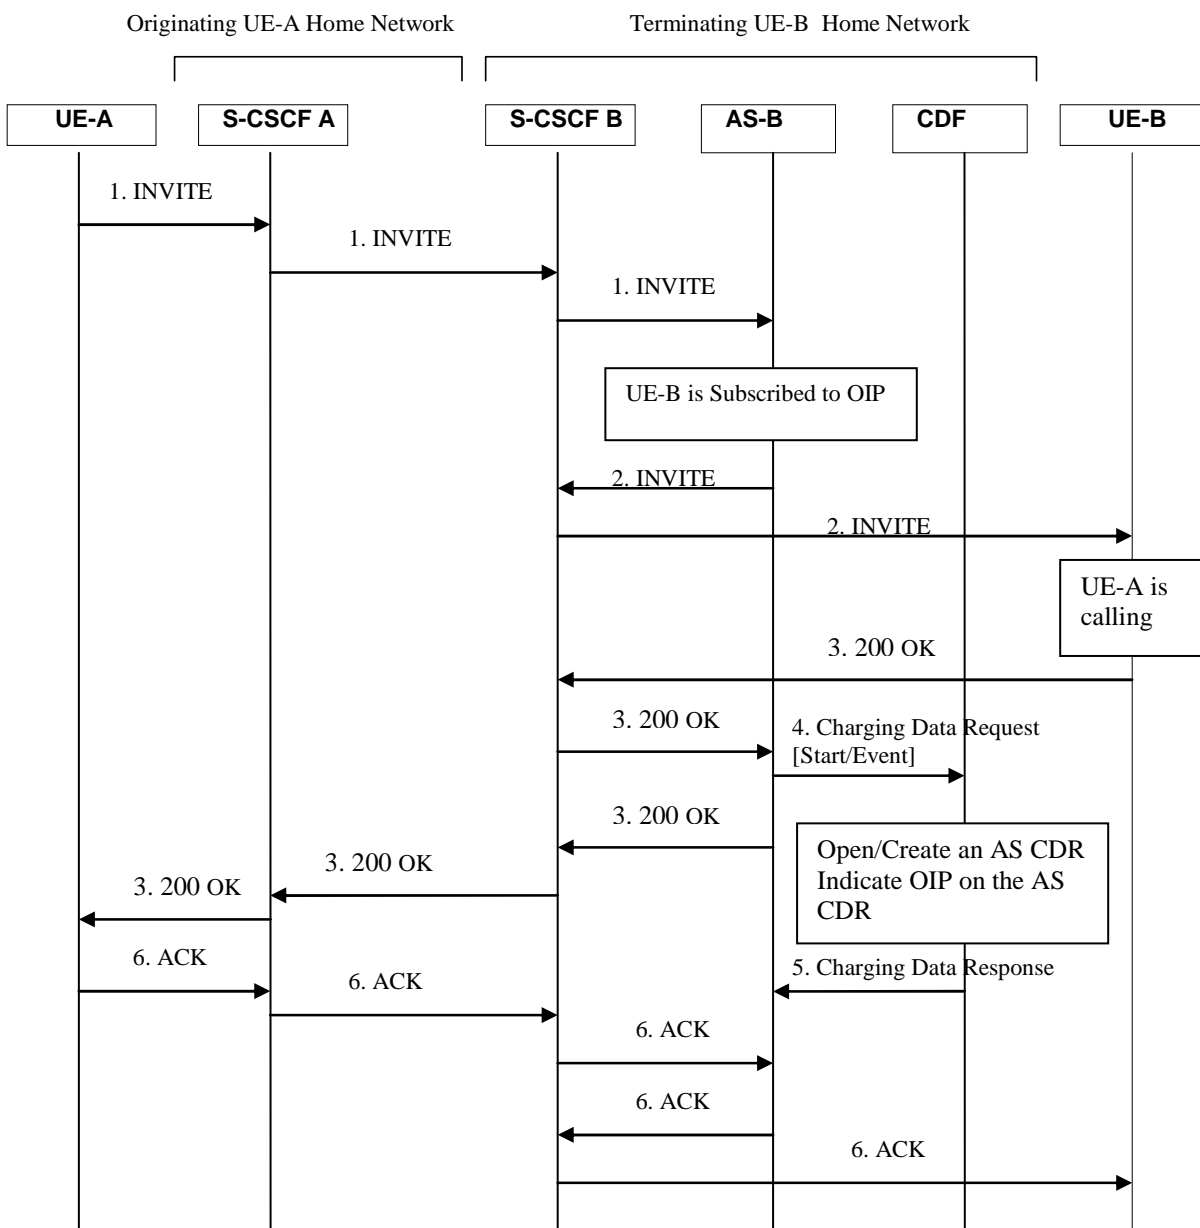 Originating UE-A Home Network
Terminating UE-B Home Network
UE-A
S-CSCF A
S-CSCF B
AS-B
CDF
UE-B
1. INVITE
1. INVITE
1. INVITE
UE-B is Subscribed to OIP
2. INVITE
2. INVITE
UE-A is
calling
3. 200 OK
3. 200 OK
4. Charging Data Request
[Start/Event]
3. 200 OK
Open/Create an AS CDR
Indicate OIP on the AS
CDR
3. 200 OK
3. 200 OK
6. ACK
5. Charging Data Response
6. ACK
6. ACK
6. ACK
6. ACK